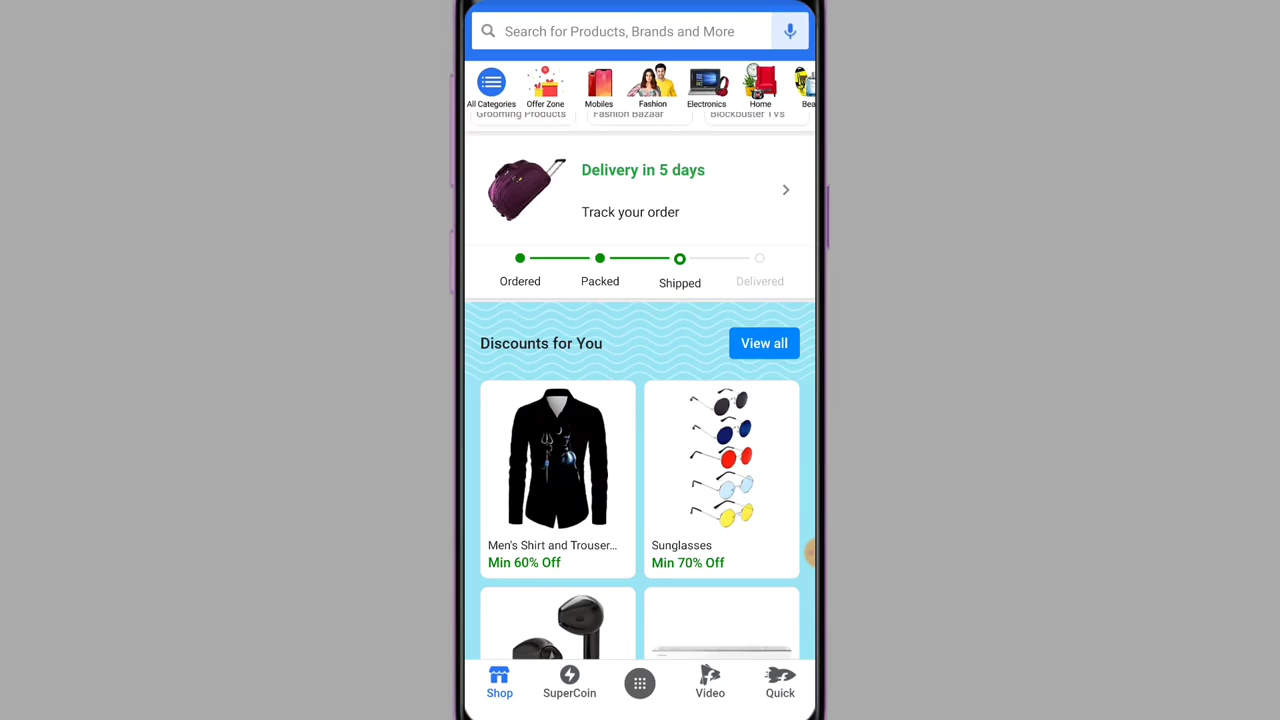 Search for Products, Brands and More
All Categories
Offer Zone
Mobiles
Fashion
Electronics
Home
Bea
Grooming Products
Fashion Bazaar
Blockbuster TVs
Delivery in 5 days
Track your order
Ordered
Packed
Shipped
Delivered
Discounts for You
View all
Men's Shirt and Trouser...
Min 60% Off
Sunglasses
Min 70% Off
Shop
SuperCoin
Video
Quick